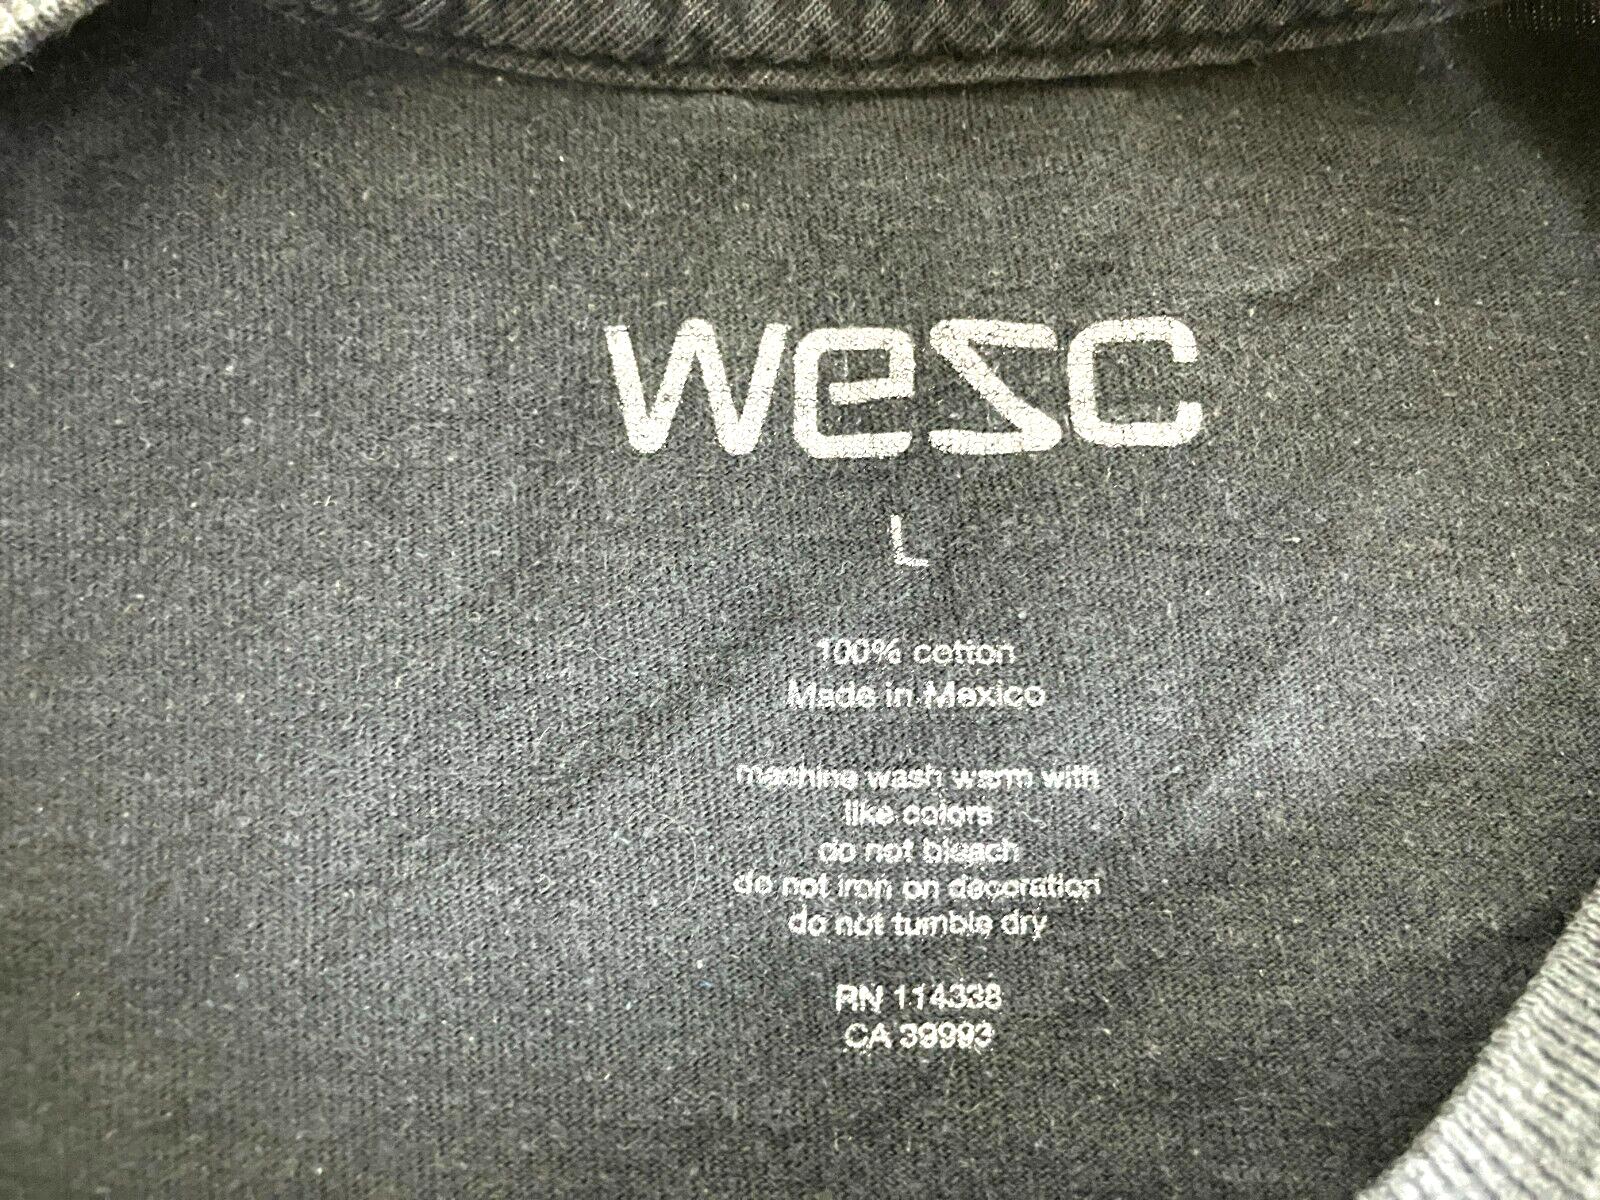 wesc
L
100% cotton
Made in Mexico
machine wash warm with
like colors
do not bleach
do not iron on decoration
do not tumble dry
RN 114338
CA 39993